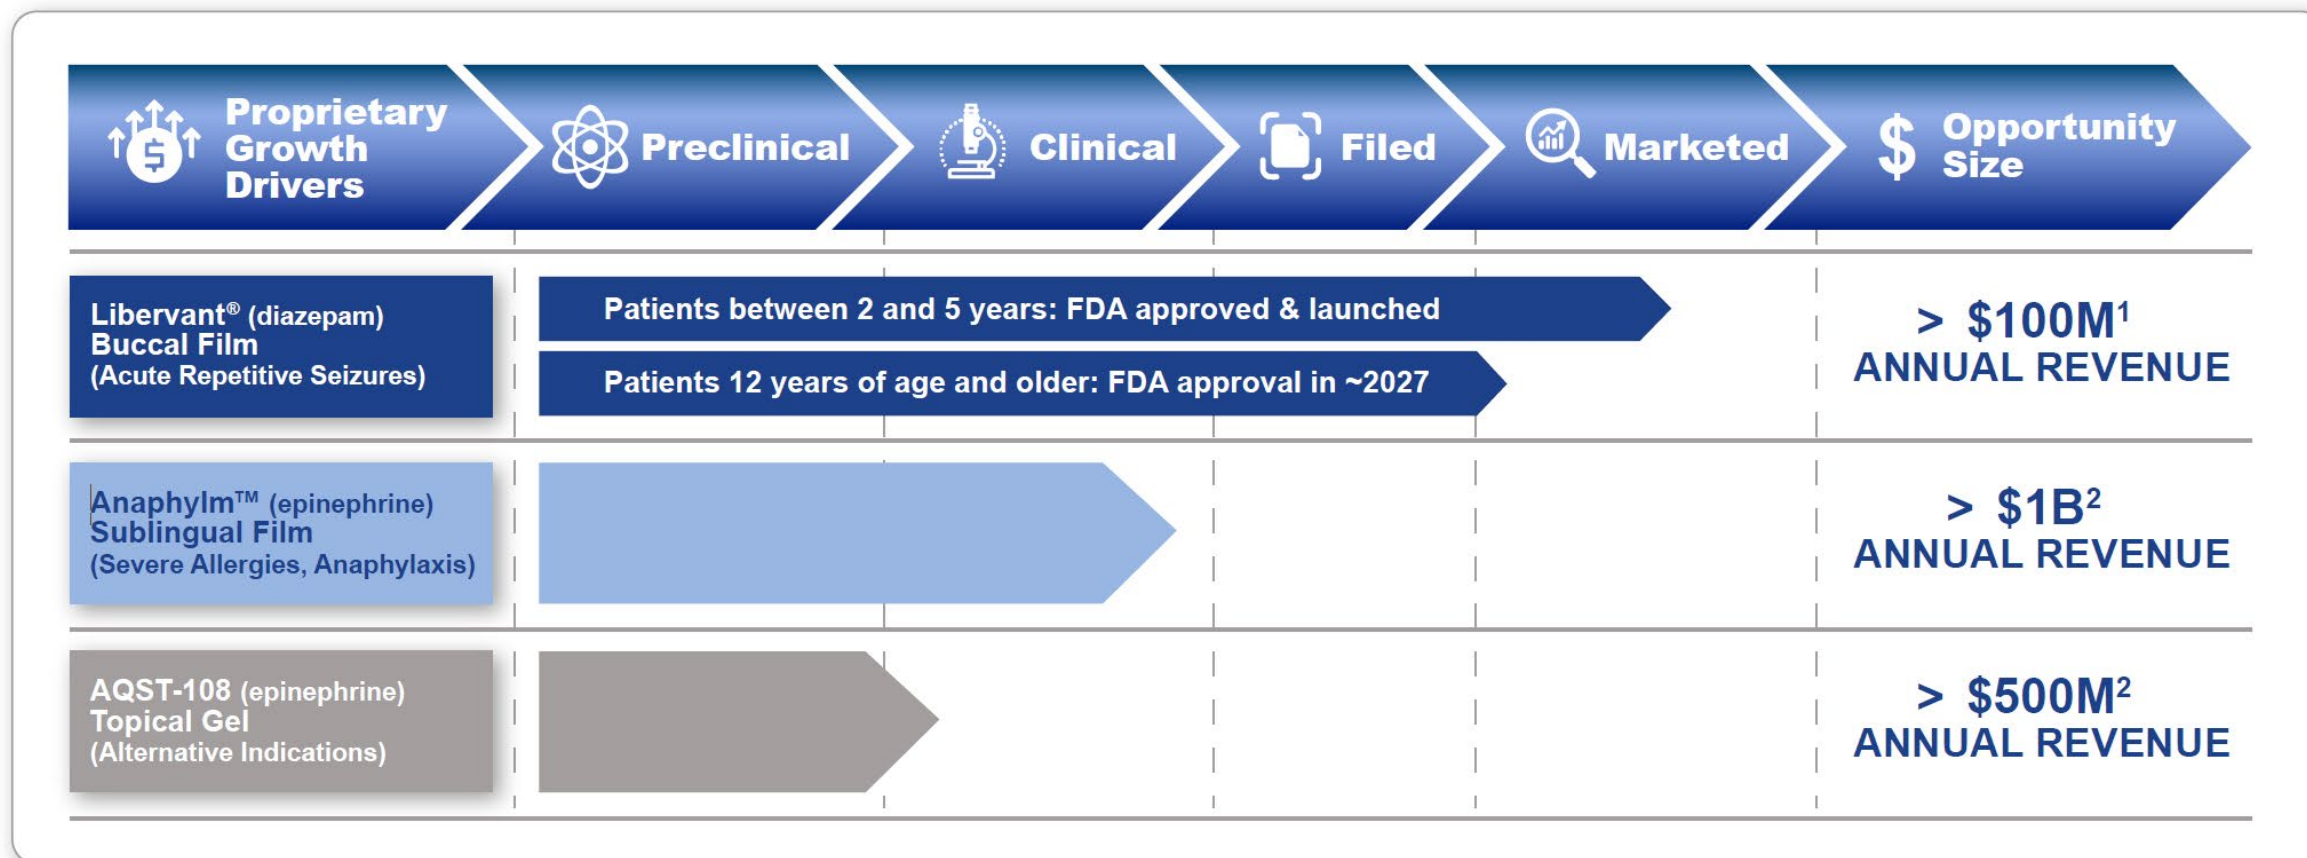 Proprietary
Growth
Drivers
Preclinical
Clinical
Filed
Marketed
$ Opportunity
Size
Libervant® (diazepam)
Buccal Film
(Acute Repetitive Seizures)
Patients between 2 and 5 years: FDA approved & launched
Patients 12 years of age and older: FDA approval in ~2027
> $100M¹
ANNUAL REVENUE
Anaphylm™ (epinephrine)
Sublingual Film
(Severe Allergies, Anaphylaxis)
> $1B²
ANNUAL REVENUE
AQST-108 (epinephrine)
Topical Gel
(Alternative Indications)
> $500M²
ANNUAL REVENUE